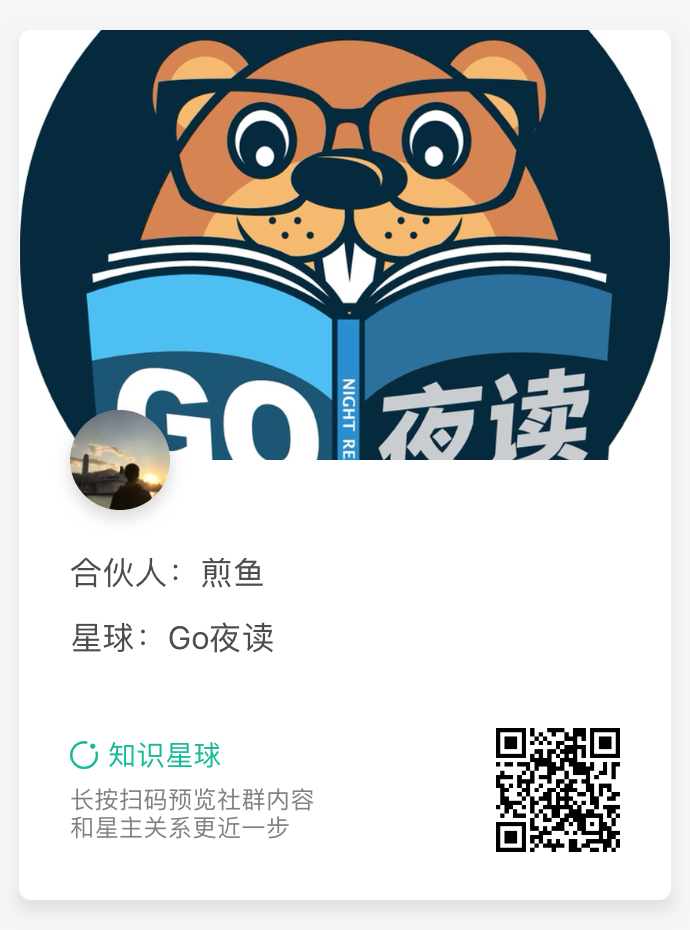 GO
NIGHT RE
夜读
合伙人：煎鱼
星球：Go夜读
知识星球
长按扫码预览社群内容
和星主关系更近一步